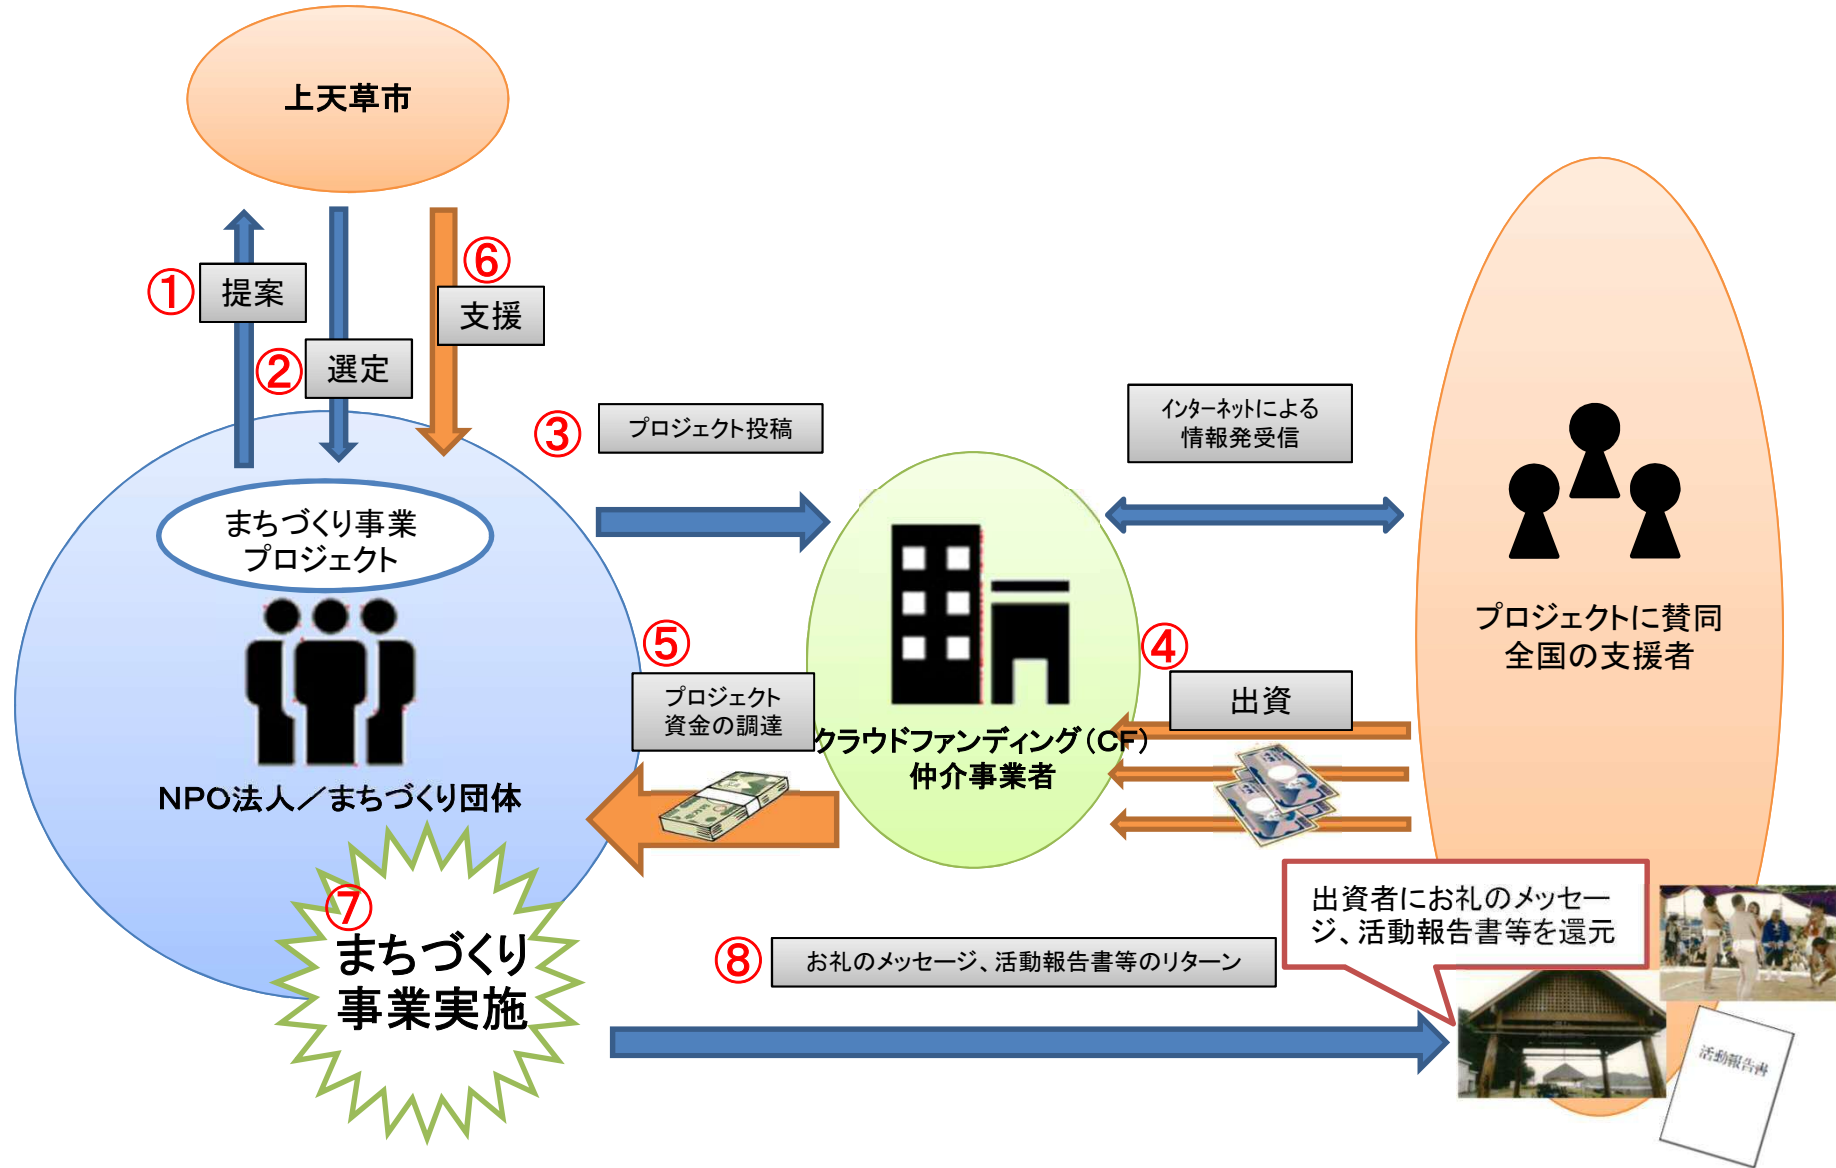 上天草市
①
提案
②
選定
⑥
支援
③
プロジェクト投稿
インターネットによる
情報発受信
まちづくり事業
プロジェクト
NPO法人／まちづくり団体
⑤
プロジェクト
資金の調達
クラウドファンディング（CF）
仲介事業者
④
出資
プロジェクトに賛同
全国の支援者
⑦
まちづくり
事業実施
⑧
お礼のメッセージ、活動報告書等のリターン
出資者にお礼のメッセー
ジ、活動報告書等を還元
活動報告書